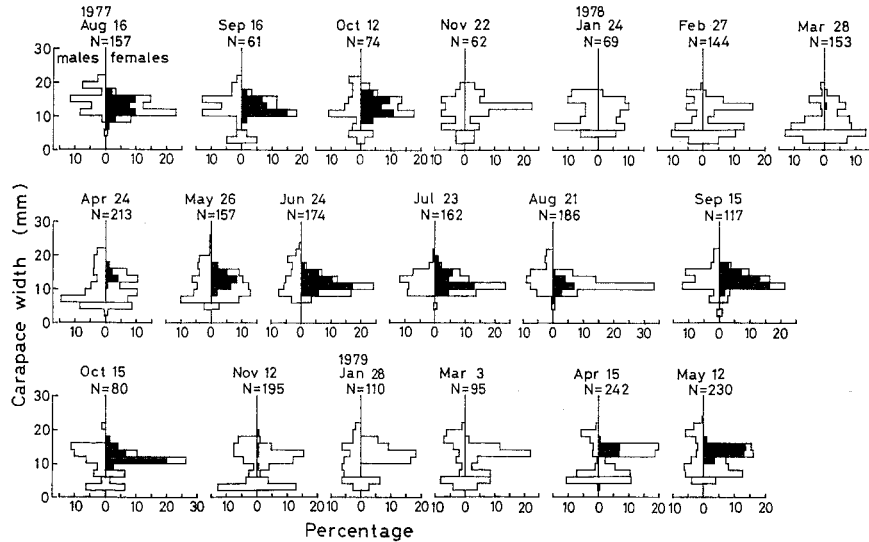 1977
Aug 16
N=157
males females
Sep 16
N=61
Oct 12
N=74
Nov 22
N=62
1978
Jan 24
N=69
Feb 27
N=144
Mar 28
N=153
30
20
10
0
10 0 10 20
10 0 10 20
10 0 10 20
10 0 10 20
10 0 10
10 0 10 20
10 0 10
Apr 24
N=213
May 26
N=157
Jun 24
N=174
Jul 23
N=162
Aug 21
N=186
Sep 15
N=117
Carapace width (mm)
30
20
10
0
10 0 10
10 0 10
0 10 20
10 0 10 20
0 10 20 30
10 0 10 20
Oct 15
N=80
Nov 12
N=195
1979
Jan 28
N=110
Mar 3
N=95
Apr 15
N=242
May 12
N=230
30
20
10
0
10 0 10 20 30
10 0 10
0 10 20
0 10 20
10 0 10 20
10 0 10 20
Percentage